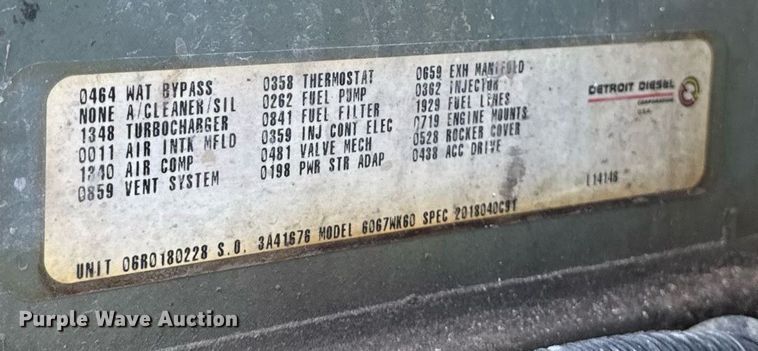 0464 WAT BYPASS
NONE A/CLEANER/SIL
1348 TURBOCHARGER
0011 AIR INTK MFLD
1340 AIR COMP
0859 VENT SYSTEM
0358 THERMOSTAT
0262 FUEL PUMP
0841 FUEL FILTER
0359 INJ CONT ELEC
0481 VALVE MECH
0198 PWR STR ADAP
0659 EXH MANIFOLD
0362 INJECTOR
1929 FUEL LINES
0719 ENGINE MOUNTS
0528 ROCKER COVER
0438 ACC DRIVE
DETROIT DIESEL
CORPORATION
U.S.A.
L14146
UNIT 06R0180228 S.O. 3A41676 MODEL 6067WK60 SPEC 2018040C91
Purple Wave Auction